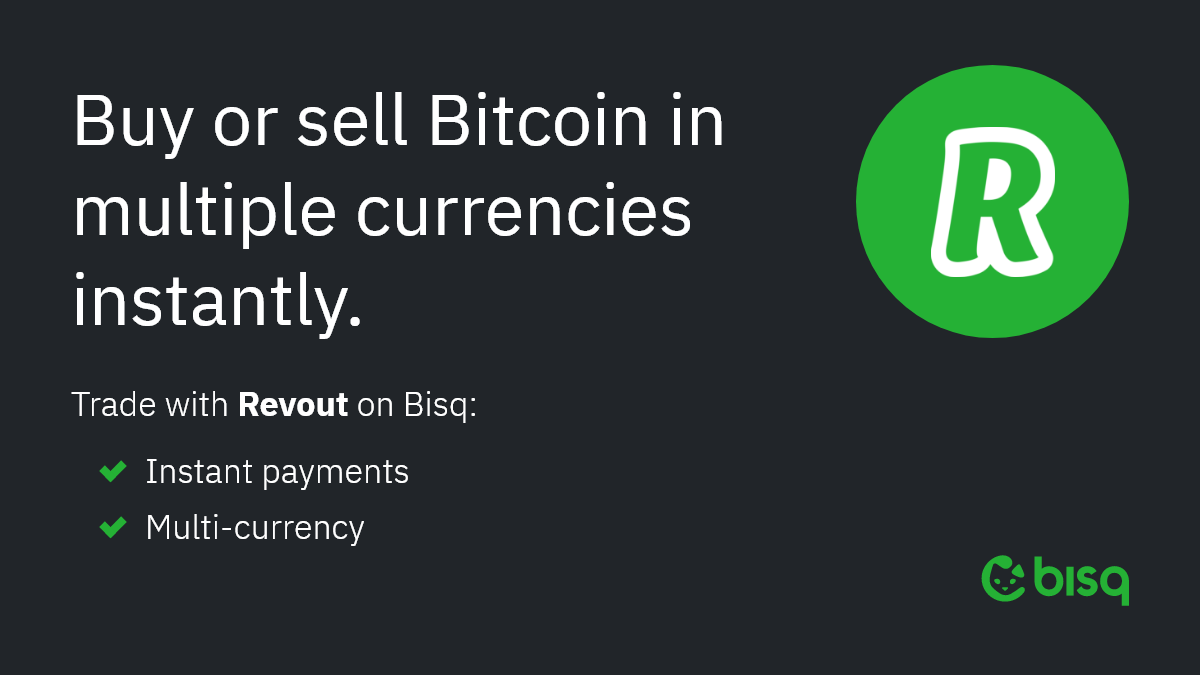 Buy or sell Bitcoin in
multiple currencies
instantly.
R
Trade with Revout on Bisq:
Instant payments
Multi-currency
bisq